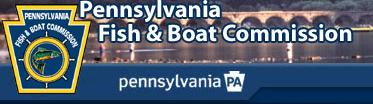 PENNSYLVANIA
FISH & BOAT COMMISSION
Pennsylvania
Fish & Boat Commission
pennsylvania PA